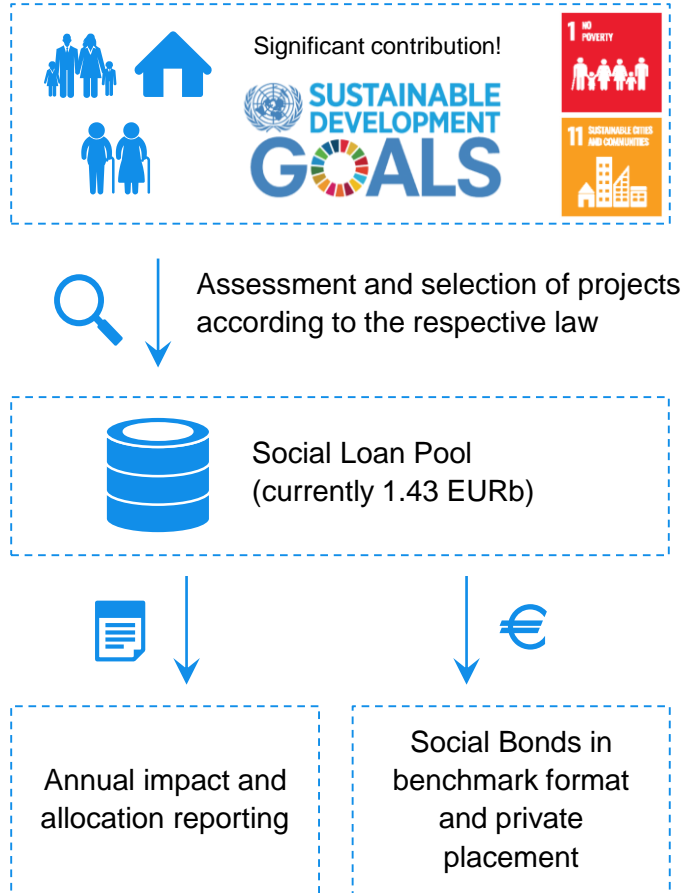 Significant contribution!
SUSTAINABLE
DEVELOPMENT
GOALS
1 NO
POVERTY
11 SUSTAINABLE CITIES
AND COMMUNITIES
Assessment and selection of projects
according to the respective law
Social Loan Pool
(currently 1.43 EURb)
€
Annual impact and
allocation reporting
Social Bonds in
benchmark format
and private
placement